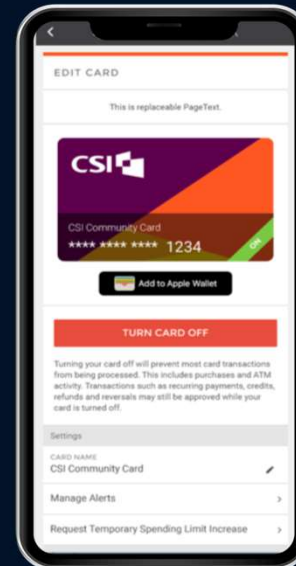 EDIT CARD
This is replaceable PageText.
CSI
CSI Community Card
**** **** **** 1234
ON
Add to Apple Wallet
TURN CARD OFF
Turning your card off will prevent most card transactions
from being processed. This includes purchases and ATM
activity. Transactions such as recurring payments, credits,
refunds and reversals may still be approved while your
card is turned off.
Settings
CARD NAME
CSI Community Card
Manage Alerts
Request Temporary Spending Limit Increase